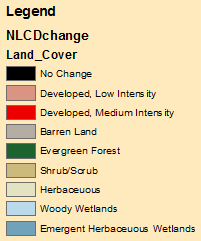 Legend
NLCDchange
Land_Cover
No Change
Developed, Low Intensity
Developed, Medium Intensity
Barren Land
Evergreen Forest
Shrub/Scrub
Herbaceuous
Woody Wetlands
Emergent Herbaceuous Wetlands